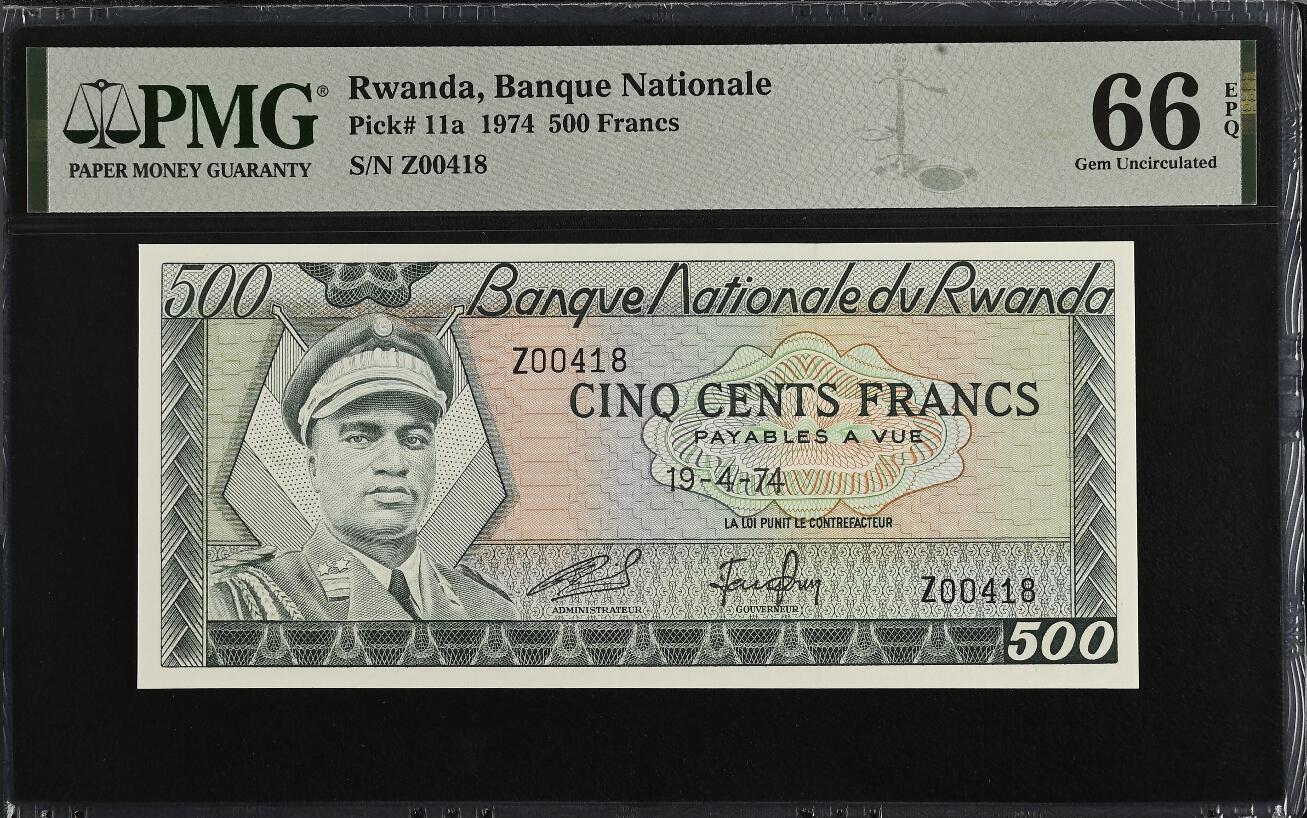 PMG®
PAPER MONEY GUARANTY
Rwanda, Banque Nationale
Pick# 11a 1974 500 Francs
S/N Z00418
66
EPQ
Gem Uncirculated
500
Banque Nationale du Rwanda
Z00418
CINQ CENTS FRANCS
PAYABLES A VUE
19-4-74
LA LOI PUNIT LE CONTREFACTEUR
ADMINISTRATEUR
GOUVERNEUR
Z00418
500